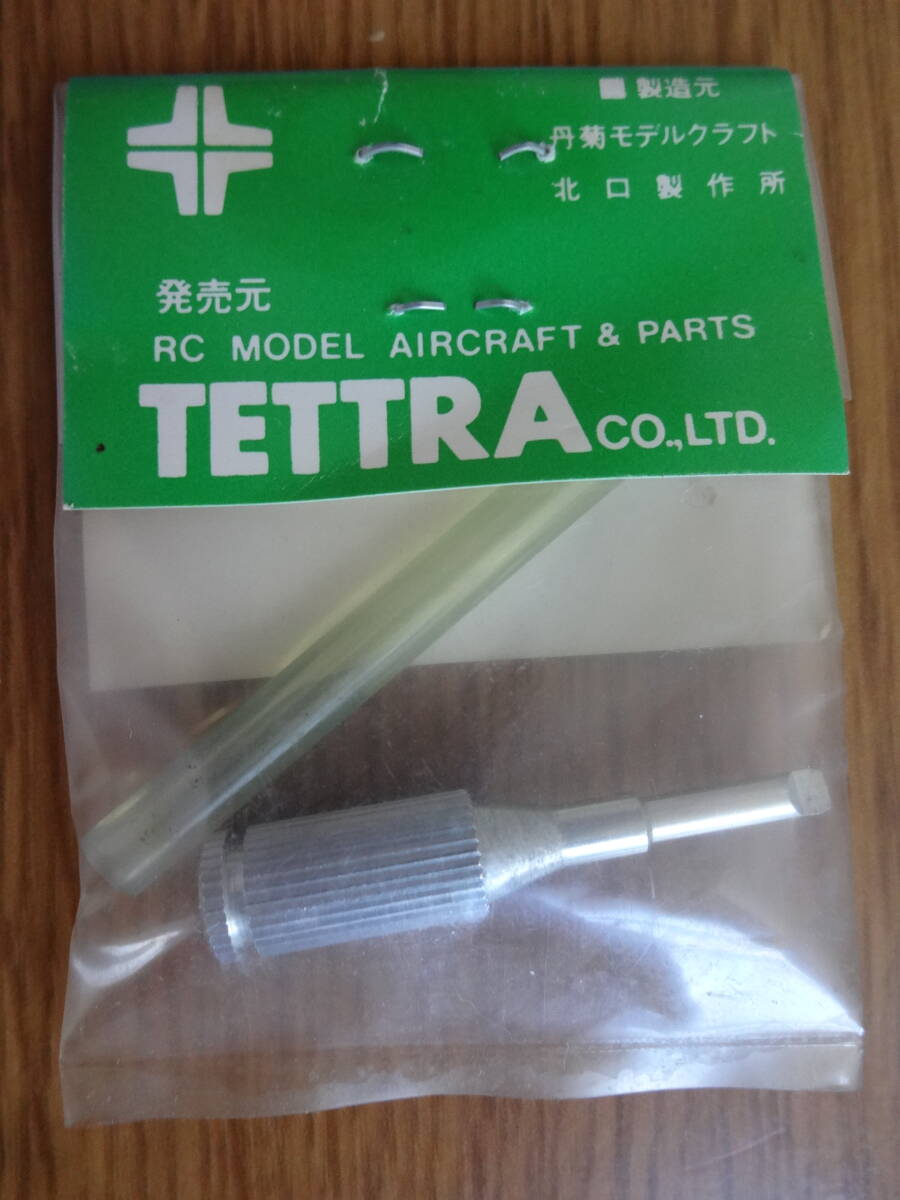 ■ 製造元
丹菊モデルクラフト
北口製作所
発売元
RC MODEL AIRCRAFT & PARTS
TETTRA CO.,LTD.